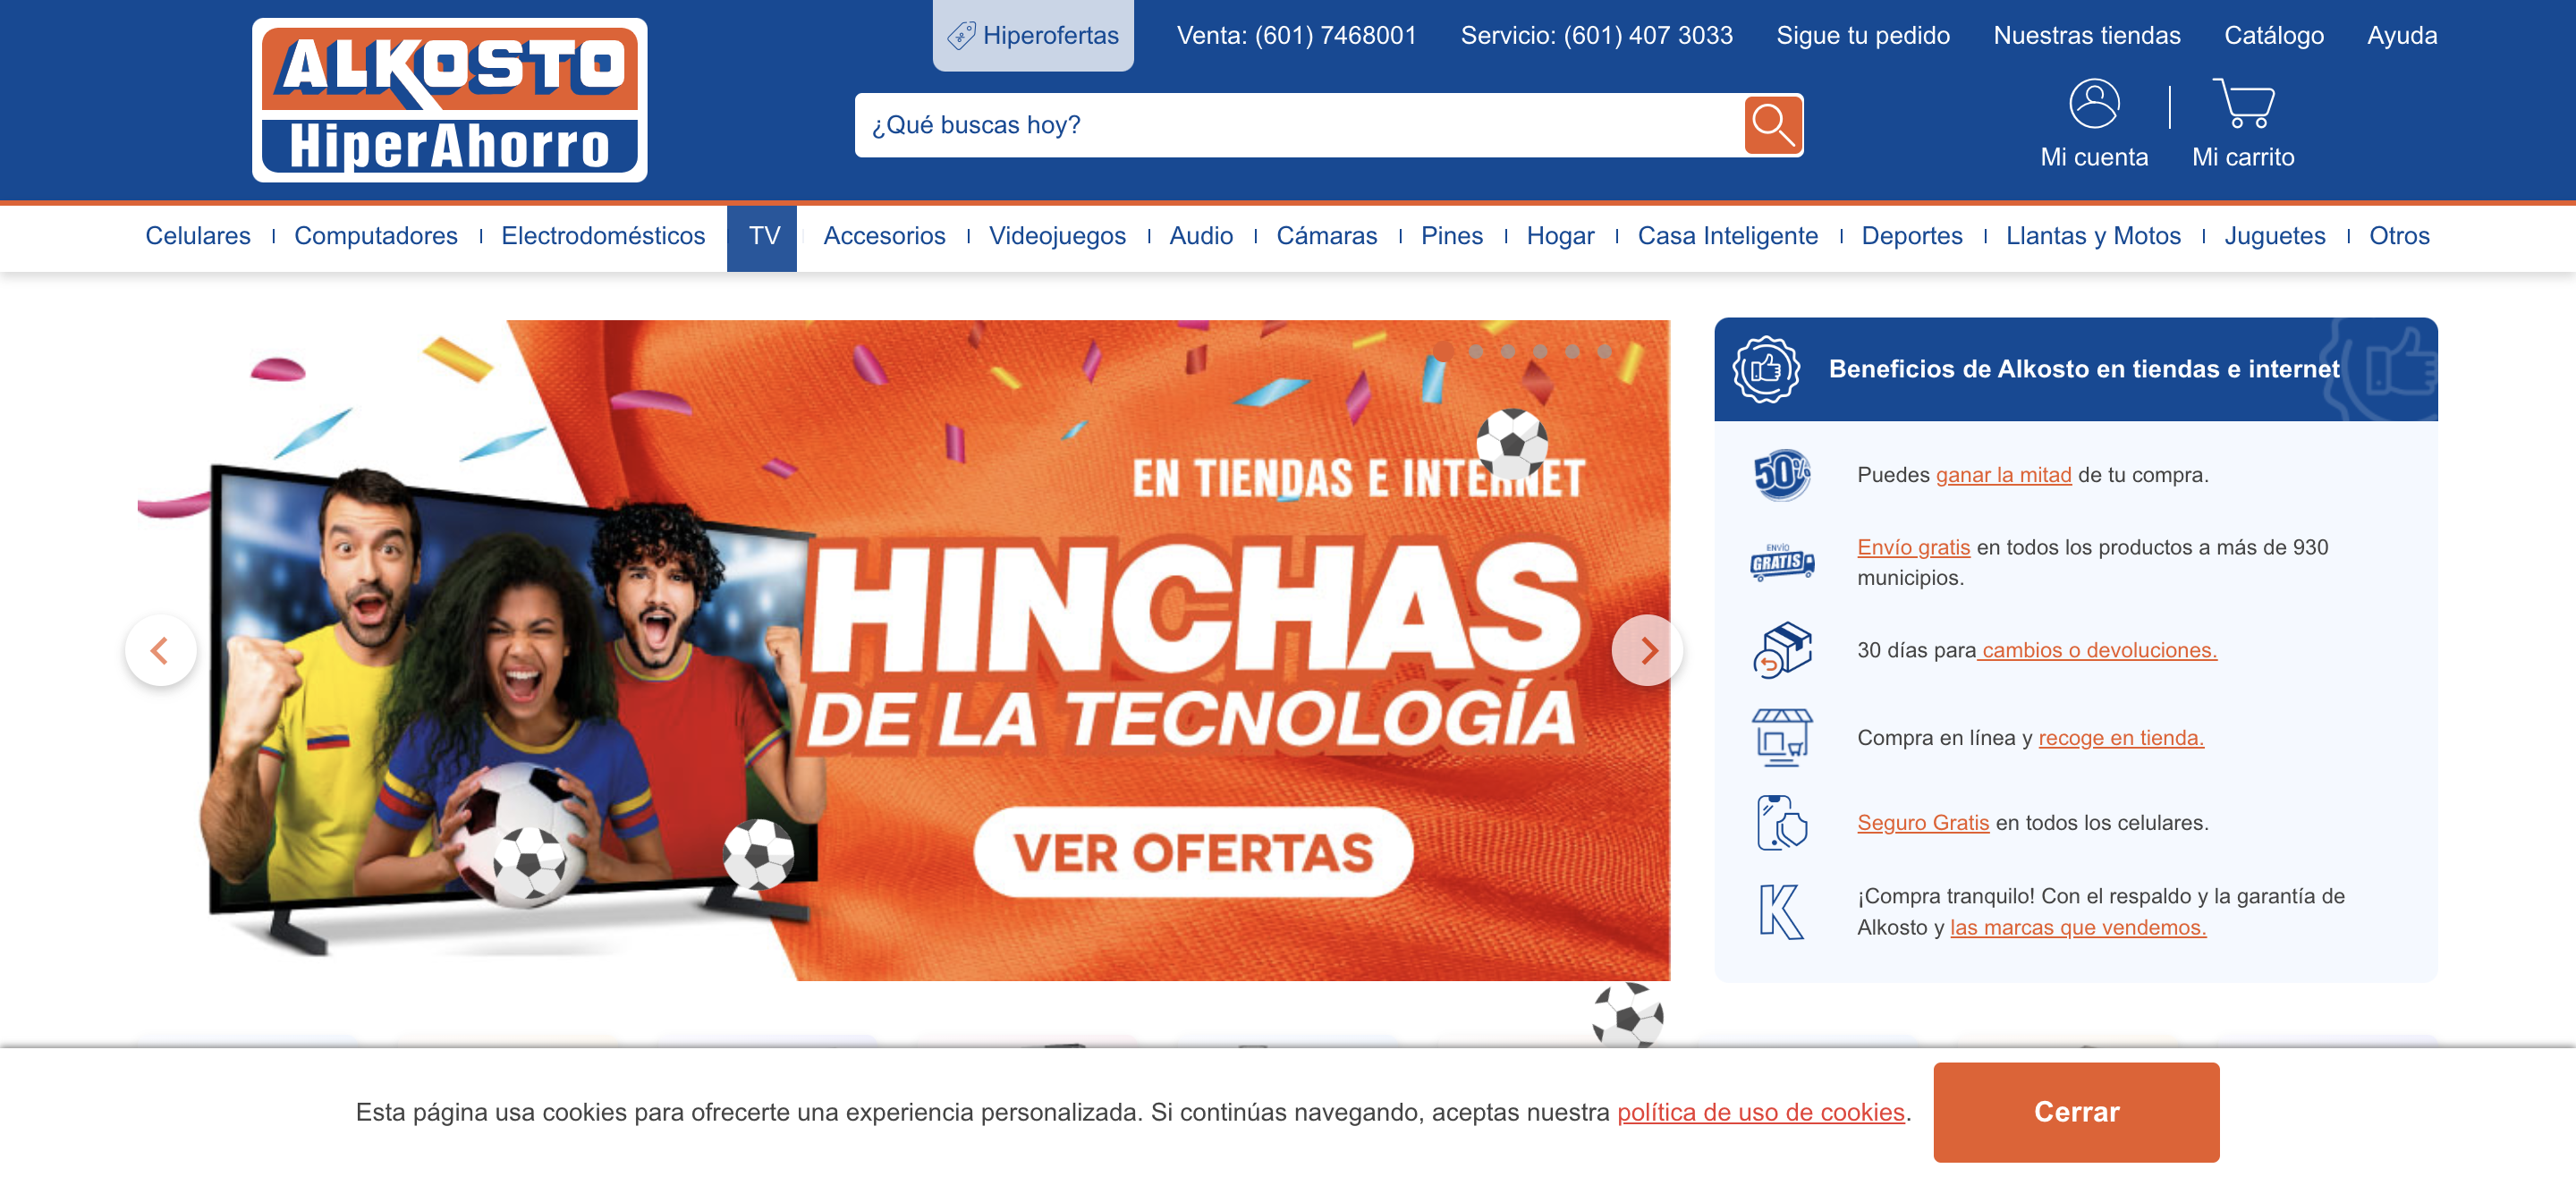 ALKOSTO
HiperAhorro
Hiperofertas
Venta: (601) 7468001
Servicio: (601) 407 3033
Sigue tu pedido
Nuestras tiendas
Catálogo
Ayuda
¿Qué buscas hoy?
Mi cuenta
Mi carrito
Celulares
Computadores
Electrodomésticos
TV
Accesorios
Videojuegos
Audio
Cámaras
Pines
Hogar
Casa Inteligente
Deportes
Llantas y Motos
Juguetes
Otros
EN TIENDAS E INTERNET
HINCHAS
DE LA TECNOLOGÍA
VER OFERTAS
Beneficios de Alkosto en tiendas e internet
50%
Puedes ganar la mitad de tu compra.
ENVÍO
GRATIS
Envío gratis en todos los productos a más de 930
municipios.
30 días para cambios o devoluciones.
Compra en línea y recoge en tienda.
Seguro Gratis en todos los celulares.
K
¡Compra tranquilo! Con el respaldo y la garantía de
Alkosto y las marcas que vendemos.
Esta página usa cookies para ofrecerte una experiencia personalizada. Si continúas navegando, aceptas nuestra política de uso de cookies.
Cerrar